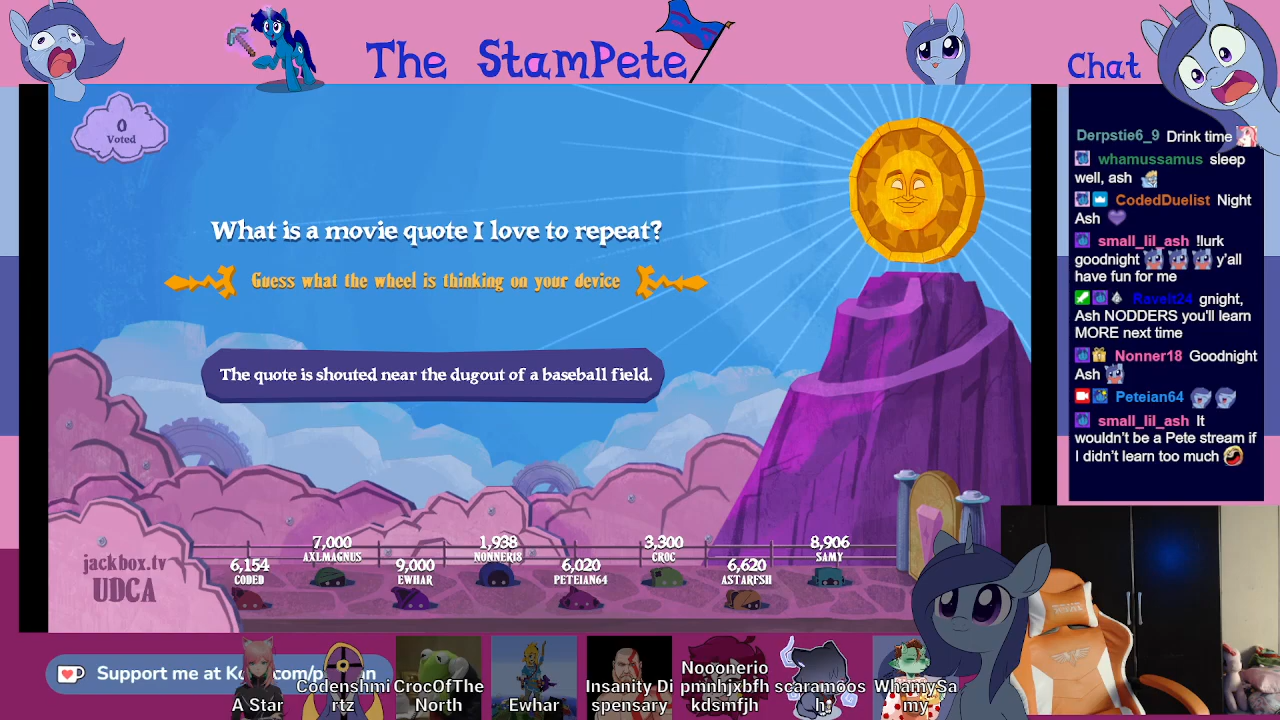 The StamPete
Chat
0
Voted
What is a movie quote I love to repeat?
Guess what the wheel is thinking on your device
The quote is shouted near the dugout of a baseball field.
Derpstie6_9 Drink time
whamussamus sleep
well, ash
CodedDuelist Night
Ash
small_lil_ash !lurk
goodnight y'all
have fun for me
Ravelt24 gnight,
Ash NODDERS you'll learn
MORE next time
Nonner18 Goodnight
Ash
Peteian64
small_lil_ash It
wouldn't be a Pete stream if
I didn't learn too much
jackbox.tv
UDCA
6,154
CODED
7,000
AXLMAGNUS
9,000
EWHAR
1,938
NONNER18
6,020
PETEIAN64
3,300
CROC
6,620
ASTARFSH
8,906
SAMY
Support me at
A Star
Codenshmi
rtz
CrocOfThe
North
Ewhar
Insanity Di
spensary
Nooonerio
pmnhjxbfh
kdsmfjh
scaramoos
h
WhamySa
my